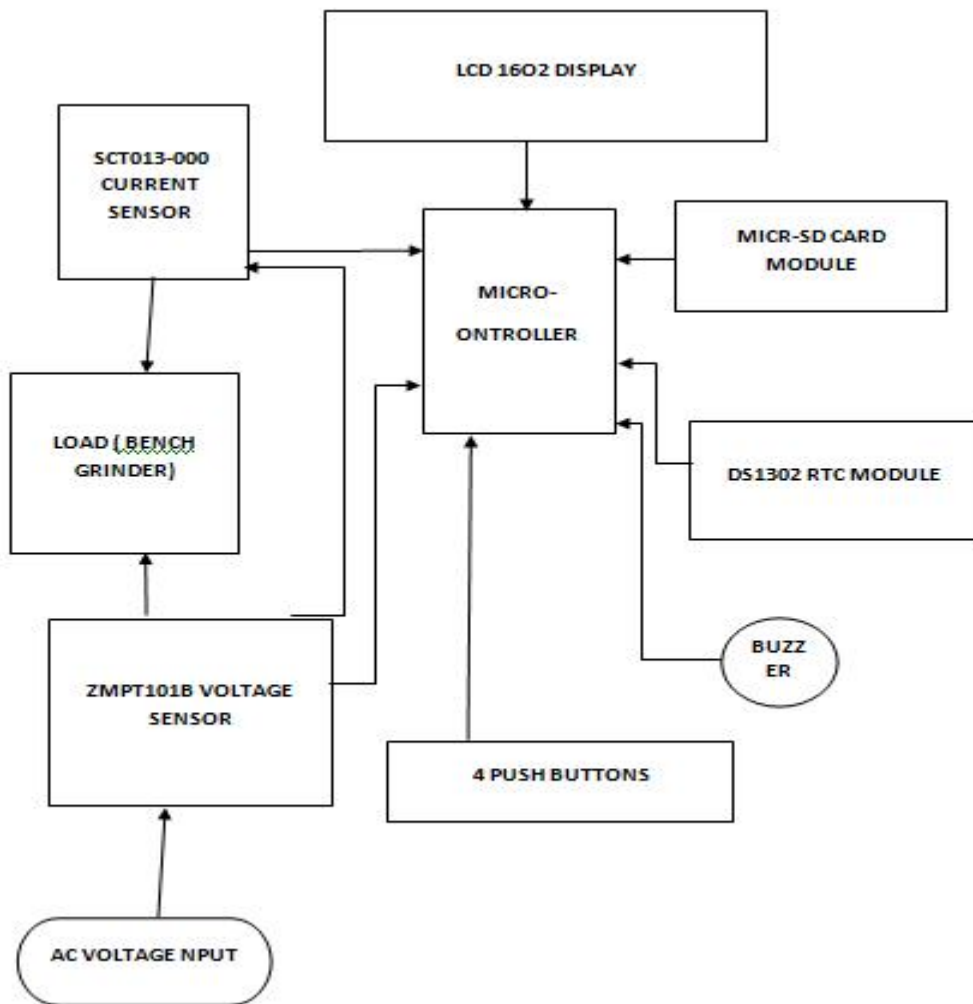 LCD 16O2 DISPLAY
SCT013-000
CURRENT
SENSOR
MICR-SD CARD
MODULE
MICRO-
ONTROLLER
LOAD ( BENCH
GRINDER)
DS1302 RTC MODULE
BUZZ
ER
ZMPT101B VOLTAGE
SENSOR
4 PUSH BUTTONS
AC VOLTAGE NPUT